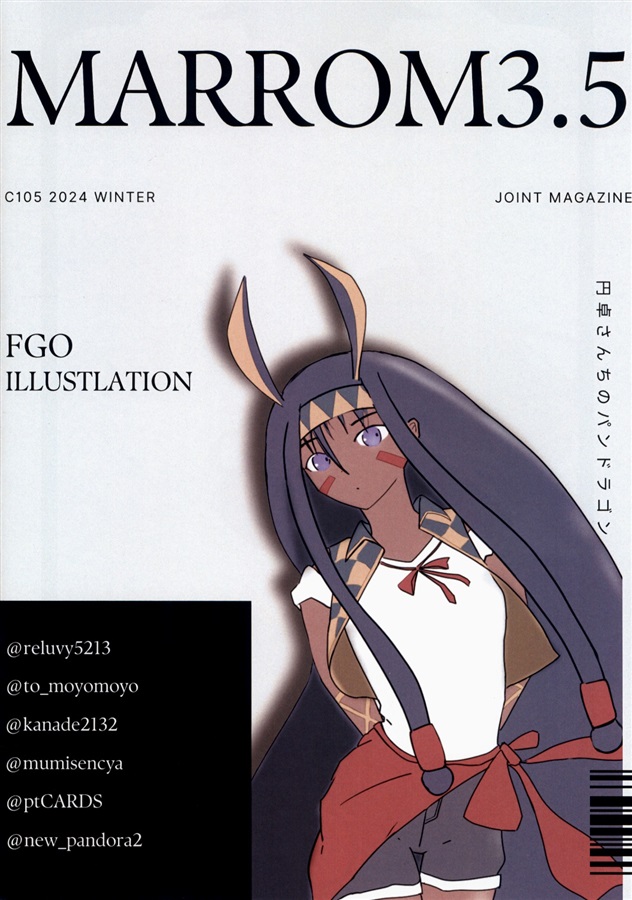 MARROM3.5
C105 2024 WINTER
JOINT MAGAZINE
FGO
ILLUSTLATION
円卓さんちのパンドラゴン
@reluvy5213
@to_moyomoyo
@kanade2132
@mumisencya
@ptCARDS
@new_pandora2